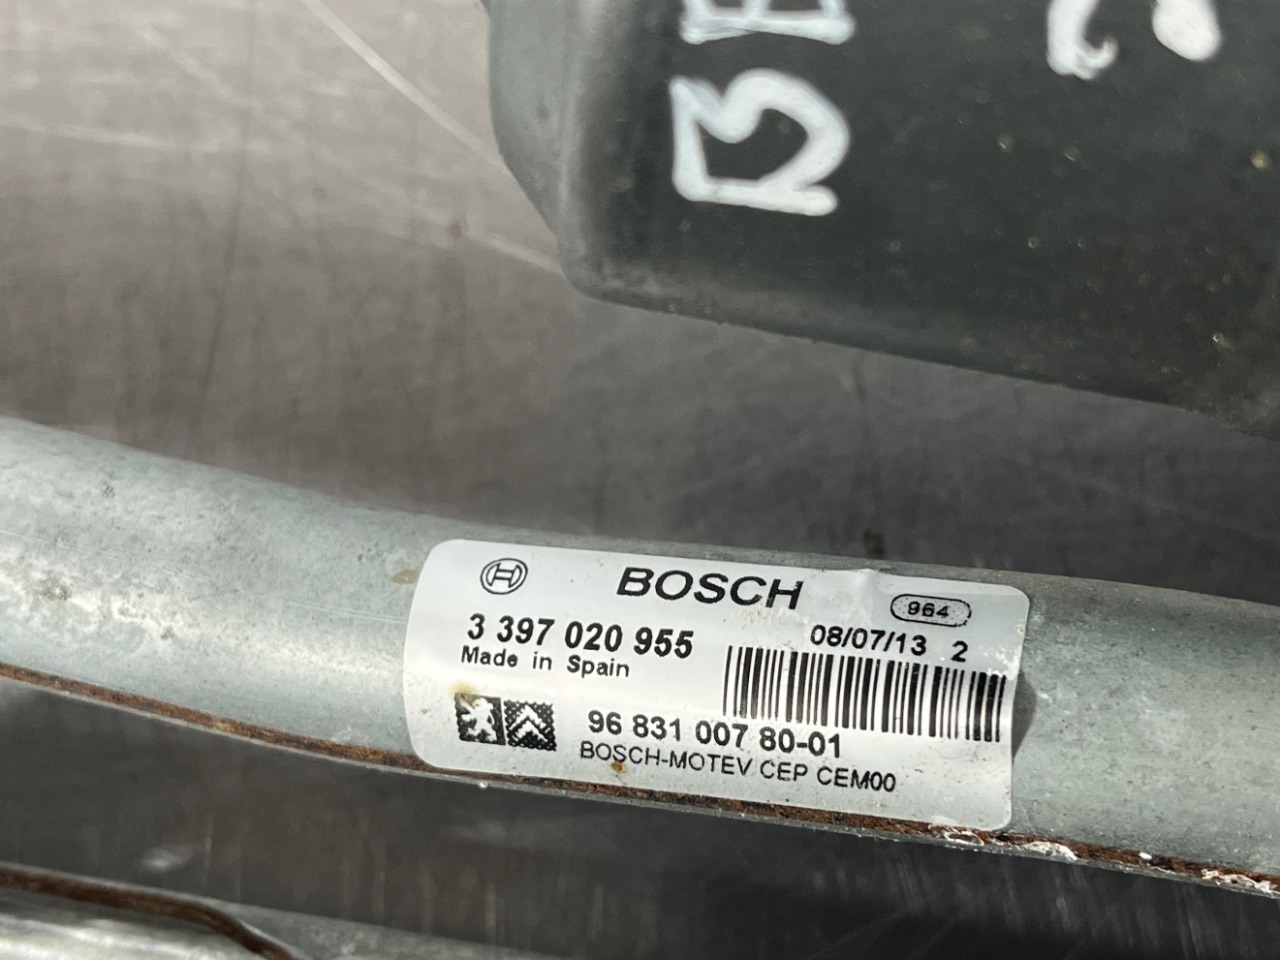 BOSCH
964
3 397 020 955
08/07/13 2
Made in Spain
96 831 007 80-01
BOSCH-MOTEV CEP CEM00